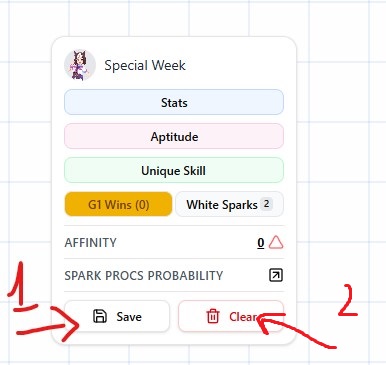 Special Week
Stats
Aptitude
Unique Skill
G1 Wins (0) White Sparks 2
AFFINITY 0
SPARK PROCS PROBABILITY
1 Save Clear 2